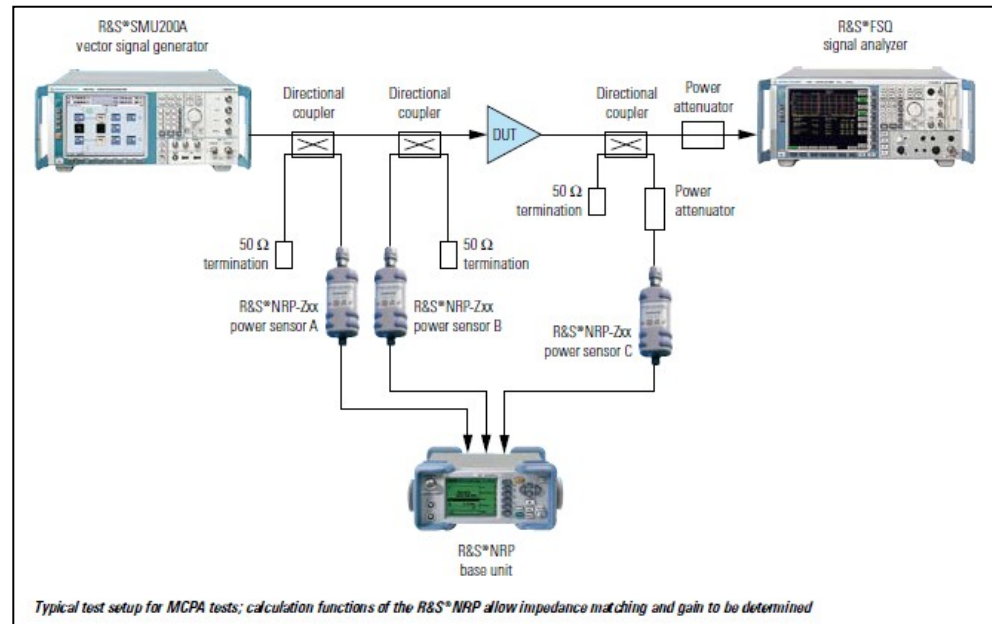 R&S®SMU200A
vector signal generator
R&S®FSQ
signal analyzer
Directional
coupler
Directional
coupler
DUT
Directional
coupler
Power
attenuator
50 Ω
termination
50 Ω
termination
50 Ω
termination
Power
attenuator
R&S®NRP-Zxx
power sensor A
R&S®NRP-Zxx
power sensor B
R&S®NRP-Zxx
power sensor C
R&S®NRP
base unit
Typical test setup for MCPA tests; calculation functions of the R&S®NRP allow impedance matching and gain to be determined